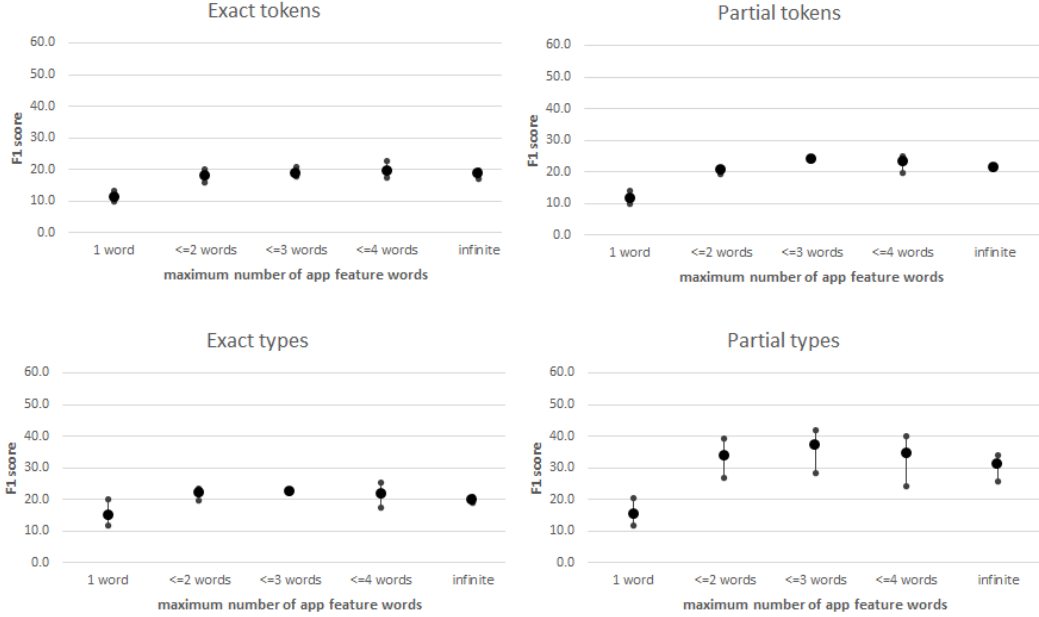 Exact tokens
60.0
50.0
40.0
30.0
20.0
10.0
0.0
F1 score
1 word
<=2 words
<=3 words
<=4 words
infinite
maximum number of app feature words
Partial tokens
60.0
50.0
40.0
30.0
20.0
10.0
0.0
F1 score
1 word
<=2 words
<=3 words
<=4 words
infinite
maximum number of app feature words
Exact types
60.0
50.0
40.0
30.0
20.0
10.0
0.0
F1 score
1 word
<=2 words
<=3 words
<=4 words
infinite
maximum number of app feature words
Partial types
60.0
50.0
40.0
30.0
20.0
10.0
0.0
F1 score
1 word
<=2 words
<=3 words
<=4 words
infinite
maximum number of app feature words